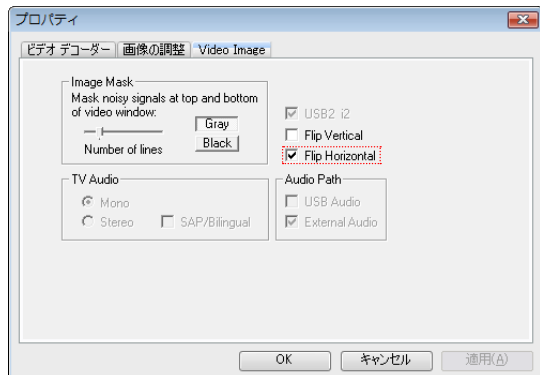 プロパティ
ビデオ デコーダー 画像の調整 Video Image
Image Mask
Mask noisy signals at top and bottom
of video window:
Gray
Black
Number of lines
USB2 i2
Flip Vertical
Flip Horizontal
TV Audio
Mono
Stereo SAP/Bilingual
Audio Path
USB Audio
External Audio
OK キャンセル 適用(A)